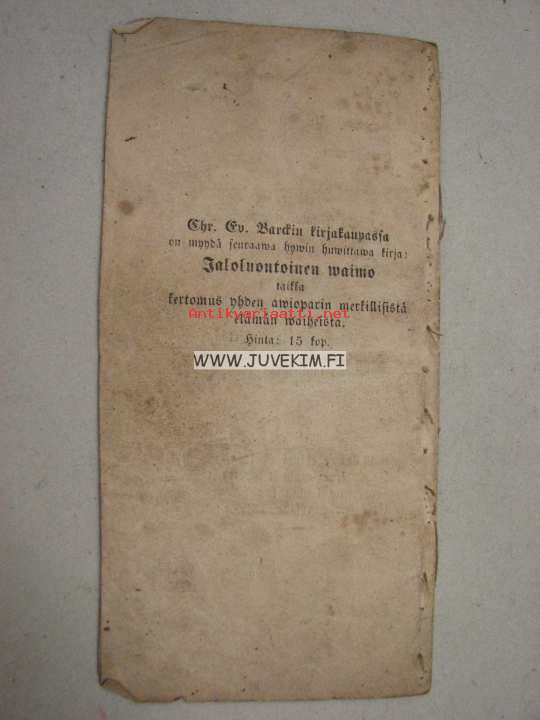 Chr. Ev. Barckin kirjakaupassa
on myydä seuraawa hywin huwittawa kirja:
Jaloluontoinen waimo
taikka
kertomus yhden awioparin merkillisistä
antikvariaatti.net
elämän waiheista.
Hinta: 15 kop.
WWW.JUVEKIM.FI